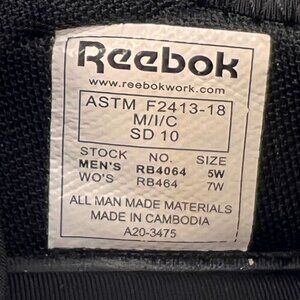 Reebok
www.reebokwork.com
ASTM F2413-18
M/I/C
SD 10
STOCK NO. SIZE
MEN'S RB4064 5W
WO'S RB464 7W
ALL MAN MADE MATERIALS
MADE IN CAMBODIA
A20-3475